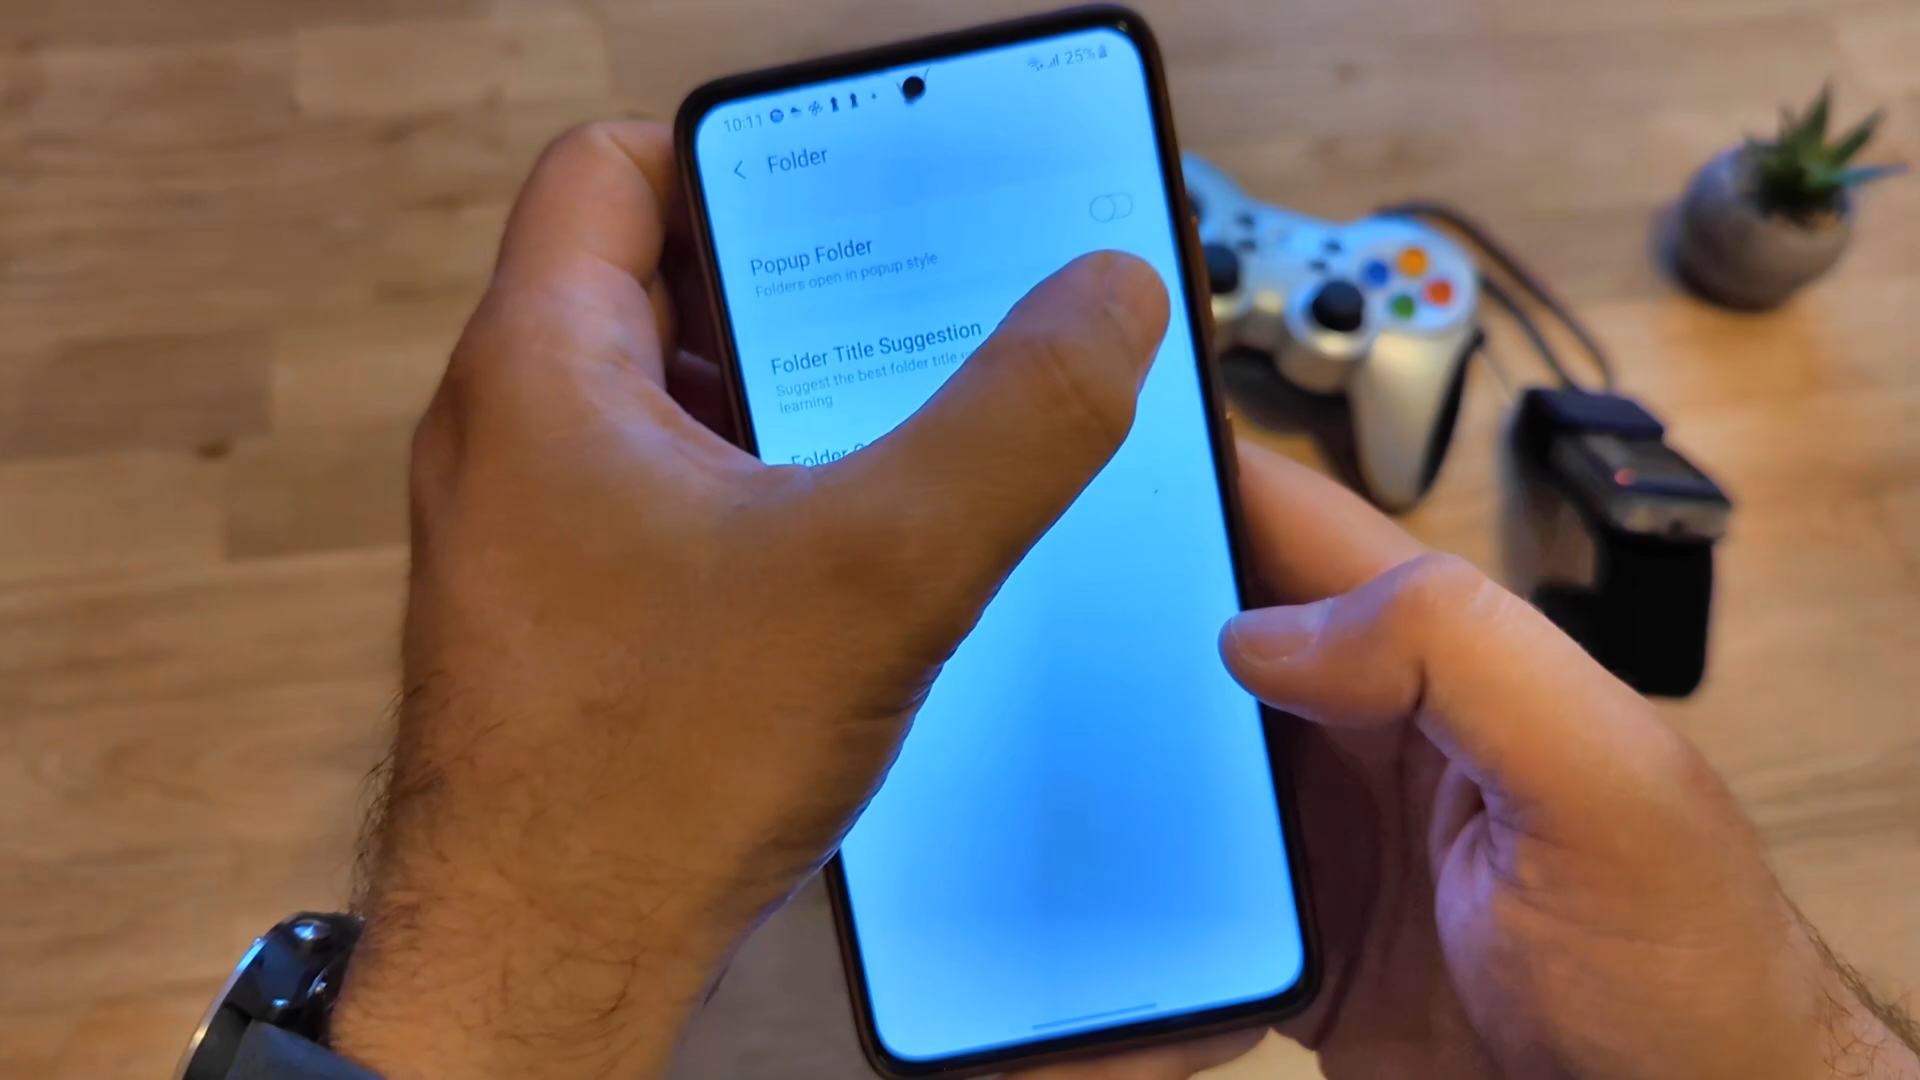 10:11
25%
Folder
Popup Folder
Folders open in popup style
Folder Title Suggestion
Suggest the best folder title
learning
Folder